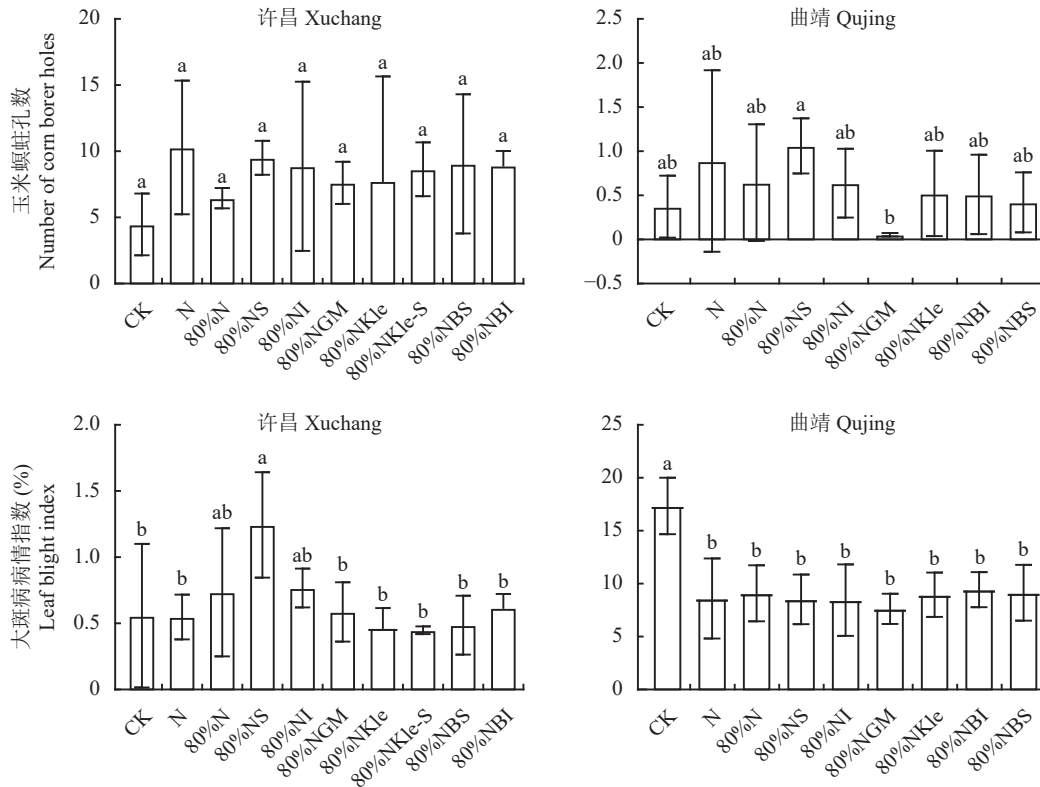 许昌 Xuchang
玉米螟蛀孔数
Number of corn borer holes
20
15
10
5
0
a
a
a
a
a
a
a
a
a
a
CK
N
80%N
80%NS
80%NI
80%NGM
80%NKle
80%NKle-S
80%NBS
80%NBI
曲靖 Qujing
2.5
2.0
1.5
1.0
0.5
0
−0.5
ab
ab
ab
a
ab
b
ab
ab
ab
CK
N
80%N
80%NS
80%NI
80%NGM
80%NKle
80%NBI
80%NBS
许昌 Xuchang
大斑病病情指数 (%)
Leaf blight index
2.0
1.5
1.0
0.5
0
b
b
ab
a
ab
b
b
b
b
b
CK
N
80%N
80%NS
80%NI
80%NGM
80%NKle
80%NKle-S
80%NBS
80%NBI
曲靖 Qujing
25
20
15
10
5
0
a
b
b
b
b
b
b
b
b
CK
N
80%N
80%NS
80%NI
80%NGM
80%NKle
80%NBI
80%NBS